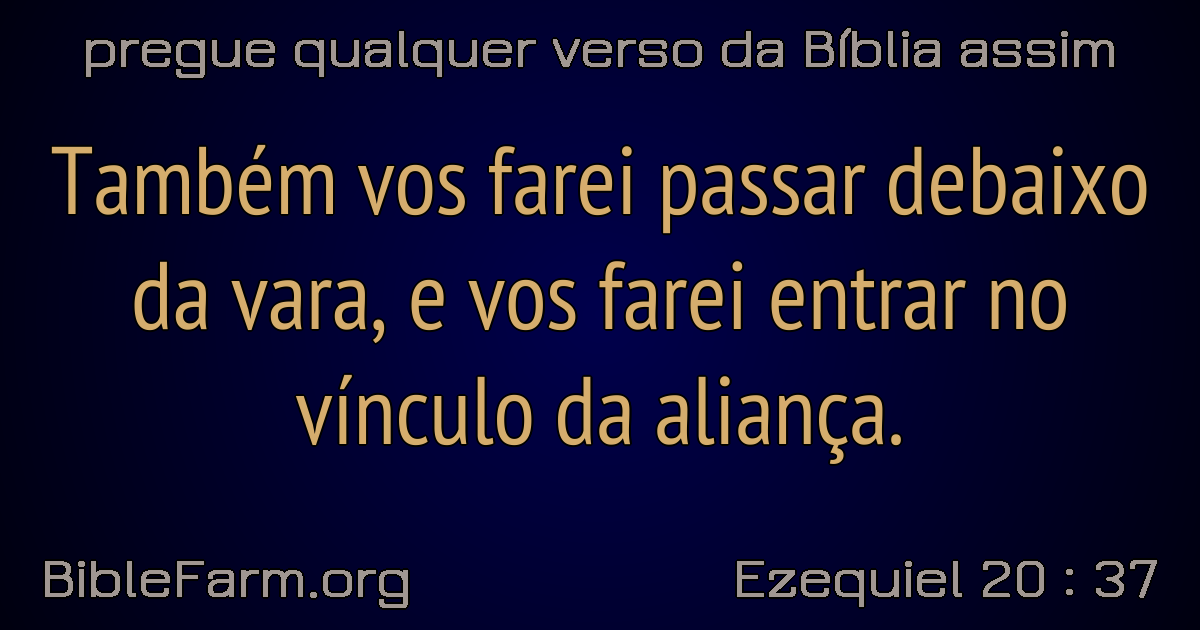 pregue qualquer verso da Bíblia assim
Também vos farei passar debaixo
da vara, e vos farei entrar no
vínculo da aliança.
BibleFarm.org
Ezequiel 20 : 37